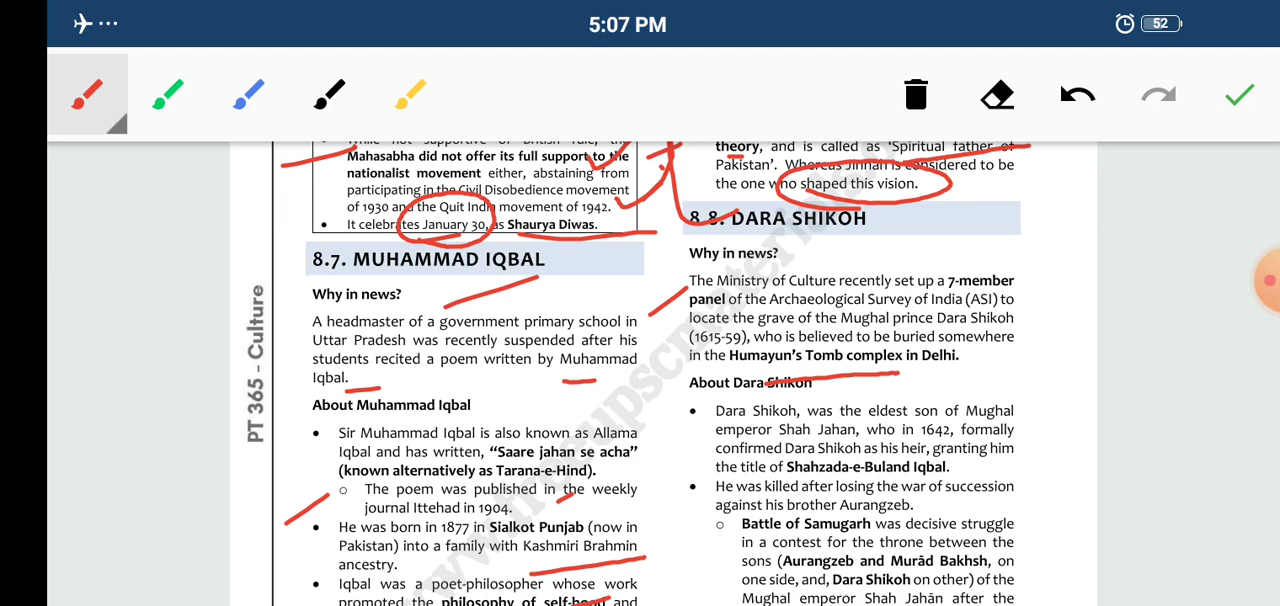 5:07 PM
52
While not supportive of British rule, the
Mahasabha did not offer its full support to the
nationalist movement either, abstaining from
participating in the Civil Disobedience movement
of 1930 and the Quit India movement of 1942.
It celebrates January 30, as Shaurya Diwas.
8.7. MUHAMMAD IQBAL
Why in news?
A headmaster of a government primary school in
Uttar Pradesh was recently suspended after his
students recited a poem written by Muhammad
Iqbal.
About Muhammad Iqbal
• Sir Muhammad Iqbal is also known as Allama
Iqbal and has written, “Saare jahan se acha”
(known alternatively as Tarana-e-Hind).
o The poem was published in the weekly
journal Ittehad in 1904.
• He was born in 1877 in Sialkot Punjab (now in
Pakistan) into a family with Kashmiri Brahmin
ancestry.
• Iqbal was a poet-philosopher whose work
promoted the philosophy of self-hood and
theory, and is called as ‘Spiritual father of
Pakistan’. Whereas Jinnah is considered to be
the one who shaped this vision.
8.8. DARA SHIKOH
Why in news?
The Ministry of Culture recently set up a 7-member
panel of the Archaeological Survey of India (ASI) to
locate the grave of the Mughal prince Dara Shikoh
(1615-59), who is believed to be buried somewhere
in the Humayun’s Tomb complex in Delhi.
About Dara Shikoh
• Dara Shikoh, was the eldest son of Mughal
emperor Shah Jahan, who in 1642, formally
confirmed Dara Shikoh as his heir, granting him
the title of Shahzada-e-Buland Iqbal.
• He was killed after losing the war of succession
against his brother Aurangzeb.
o Battle of Samugarh was decisive struggle
in a contest for the throne between the
sons (Aurangzeb and Murād Bakhsh, on
one side, and, Dara Shikoh on other) of the
Mughal emperor Shah Jahān after the
PT 365 - Culture